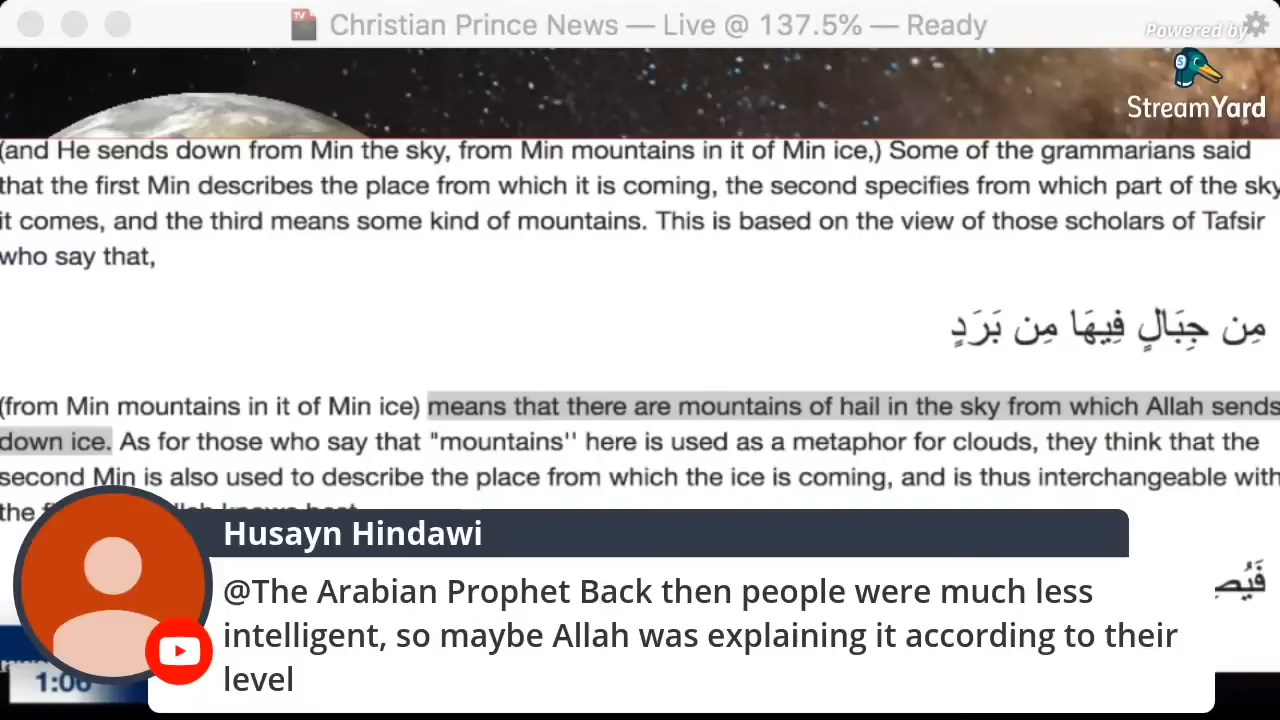 Christian Prince News — Live @ 137.5% — Ready
Powered by
StreamYard
(and He sends down from Min the sky, from Min mountains in it of Min ice,) Some of the grammarians said
that the first Min describes the place from which it is coming, the second specifies from which part of the sky
it comes, and the third means some kind of mountains. This is based on the view of those scholars of Tafsir
who say that,
مِن جِبَالٍ فِيهَا مِن بَرَدٍ
(from Min mountains in it of Min ice) means that there are mountains of hail in the sky from which Allah sends
down ice. As for those who say that "mountains'' here is used as a metaphor for clouds, they think that the
second Min is also used to describe the place from which the ice is coming, and is thus interchangeable with
the
Husayn Hindawi
@The Arabian Prophet Back then people were much less
intelligent, so maybe Allah was explaining it according to their
level
1:06